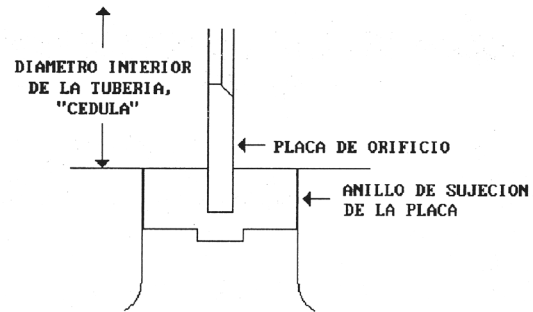 DIAMETRO INTERIOR
DE LA TUBERIA,
"CEDULA"
PLACA DE ORIFICIO
ANILLO DE SUJECION
DE LA PLACA